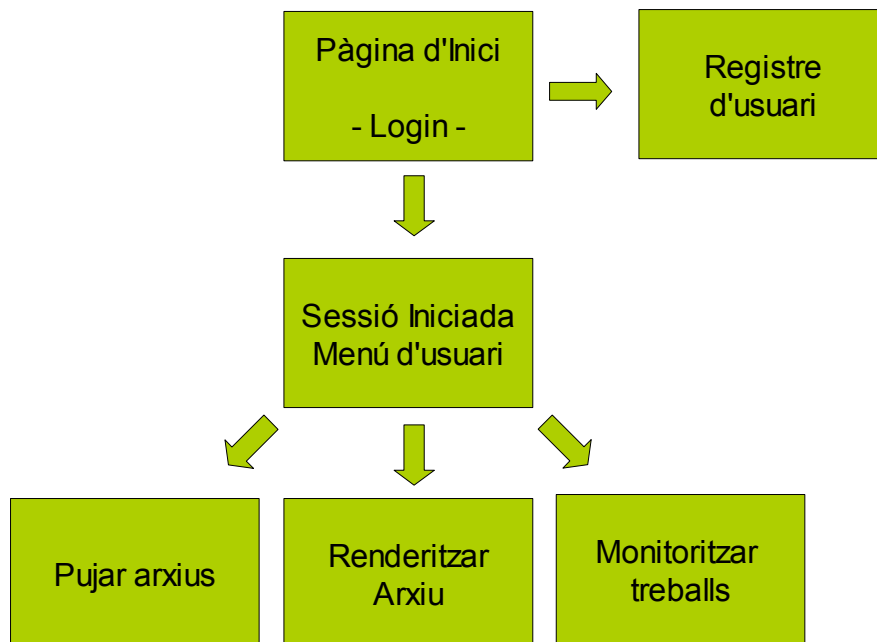 Pàgina d'Inici
- Login -
Registre
d'usuari
Sessió Iniciada
Menú d'usuari
Pujar arxius
Renderitzar
Arxiu
Monitoritzar
treballs